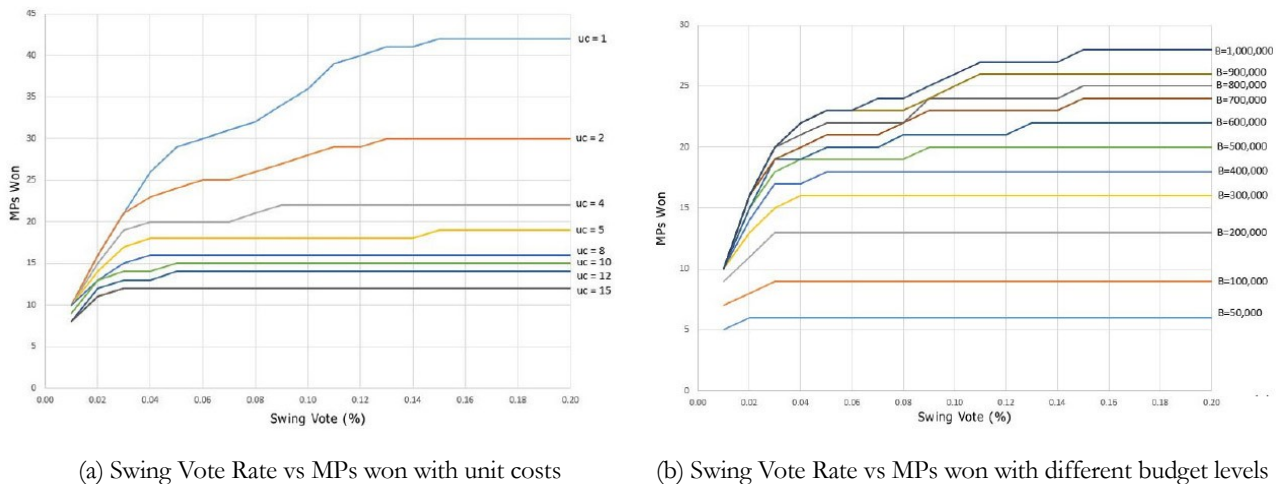 45
40
35
30
25
20
15
10
5
0
MPs Won
uc = 1
uc = 2
uc = 4
uc = 5
uc = 8
uc = 10
uc = 12
uc = 15
0.00 0.02 0.04 0.06 0.08 0.10 0.12 0.14 0.16 0.18 0.20
Swing Vote (%)
(a) Swing Vote Rate vs MPs won with unit costs
30
25
20
15
10
5
0
MPs Won
B=1,000,000
B=900,000
B=800,000
B=700,000
B=600,000
B=500,000
B=400,000
B=300,000
B=200,000
B=100,000
B=50,000
0.00 0.02 0.04 0.06 0.08 0.10 0.12 0.14 0.16 0.18 0.20
Swing Vote (%)
(b) Swing Vote Rate vs MPs won with different budget levels